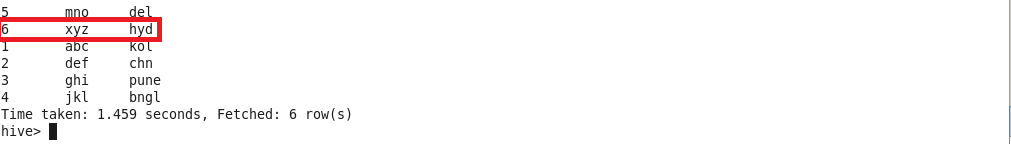 5       mno     del
6       xyz     hyd
1       abc     kol
2       def     chn
3       ghi     pune
4       jkl     bngl
Time taken: 1.459 seconds, Fetched: 6 row(s)
hive>